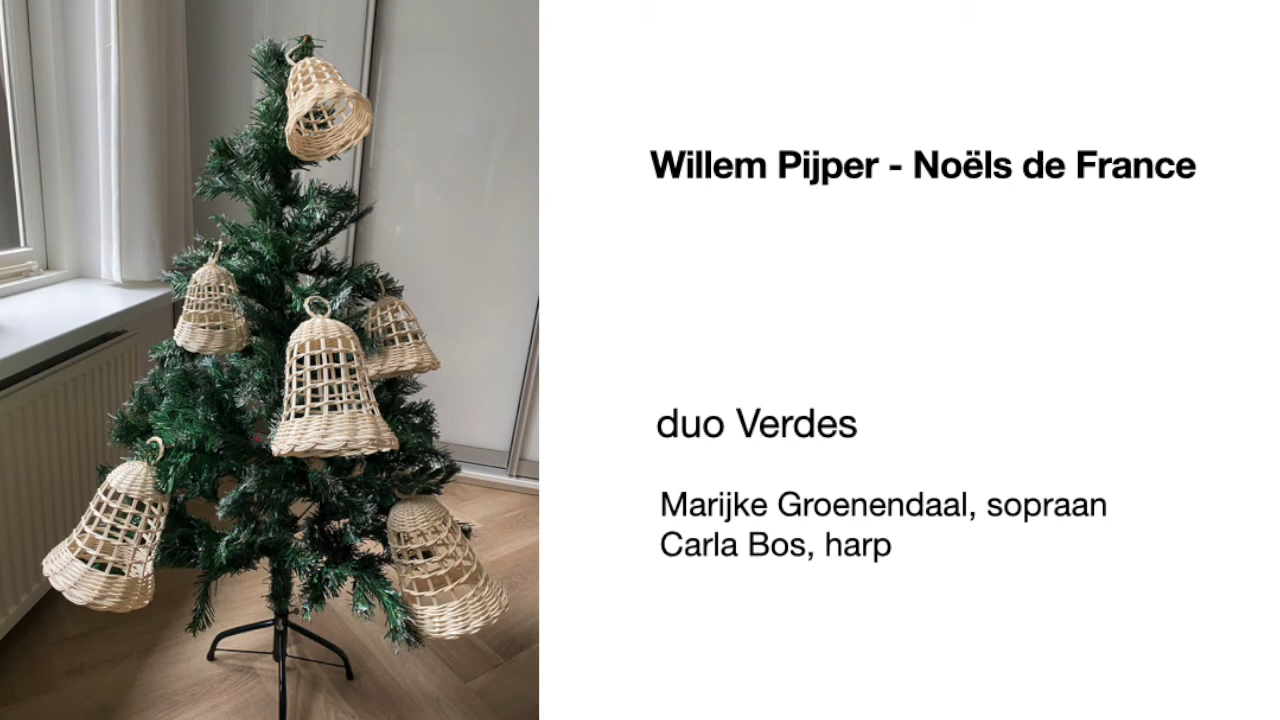 Willem Pijper - Noëls de France
duo Verdes
Marijke Groenendaal, sopraan
Carla Bos, harp